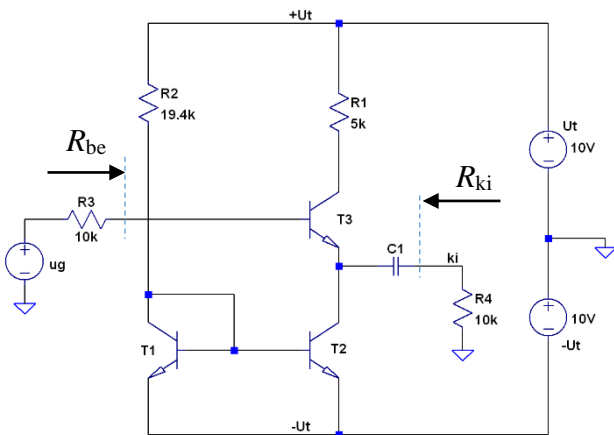 +Ut
R2
19.4k
R1
5k
Ut
10V
Rbe
Rki
R3
10k
T3
ug
C1
ki
R4
10k
10V
-Ut
T1
T2
-Ut